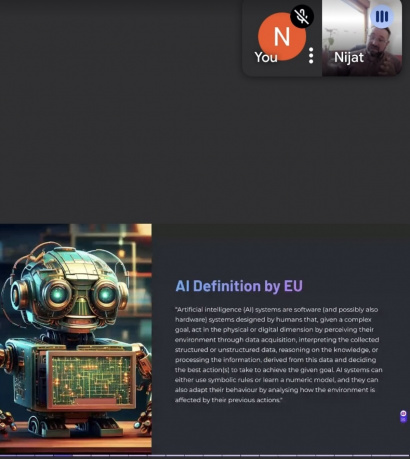 N
You
Nijat
AI Definition by EU
"Artificial intelligence (AI) systems are software (and possibly also
hardware) systems designed by humans that, given a complex
goal, act in the physical or digital dimension by perceiving their
environment through data acquisition, interpreting the collected
structured or unstructured data, reasoning on the knowledge, or
processing the information, derived from this data and deciding
the best action(s) to take to achieve the given goal. AI systems can
either use symbolic rules or learn a numeric model, and they can
also adapt their behaviour by analysing how the environment is
affected by their previous actions."